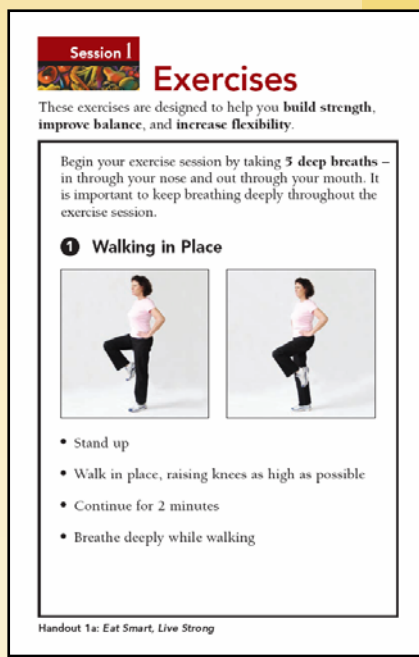 Session 1
Exercises
These exercises are designed to help you build strength,
improve balance, and increase flexibility.
Begin your exercise session by taking 5 deep breaths –
in through your nose and out through your mouth. It
is important to keep breathing deeply throughout the
exercise session.
1 Walking in Place
• Stand up
• Walk in place, raising knees as high as possible
• Continue for 2 minutes
• Breathe deeply while walking
Handout 1a: Eat Smart, Live Strong